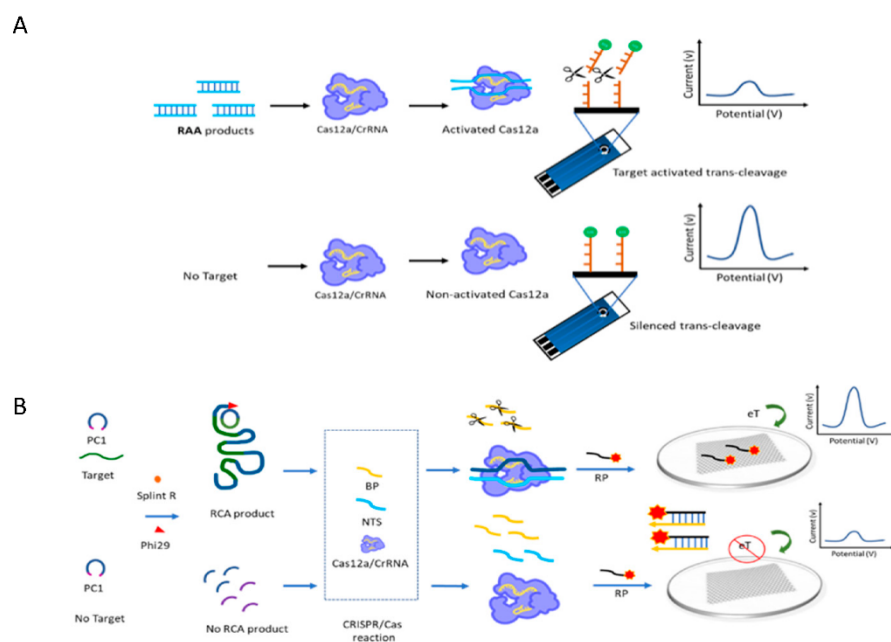 A
RAA products
Cas12a/CrRNA
Activated Cas12a
Target activated trans-cleavage
Current (v)
Potential (V)
No Target
Cas12a/CrRNA
Non-activated Cas12a
Silenced trans-cleavage
Current (v)
Potential (V)
B
PC1
Target
Splint R
Phi29
RCA product
BP
NTS
Cas12a/CrRNA
CRISPR/Cas
reaction
RP
eT
Current (v)
Potential (V)
PC1
No Target
No RCA product
RP
eT
Current (v)
Potential (V)